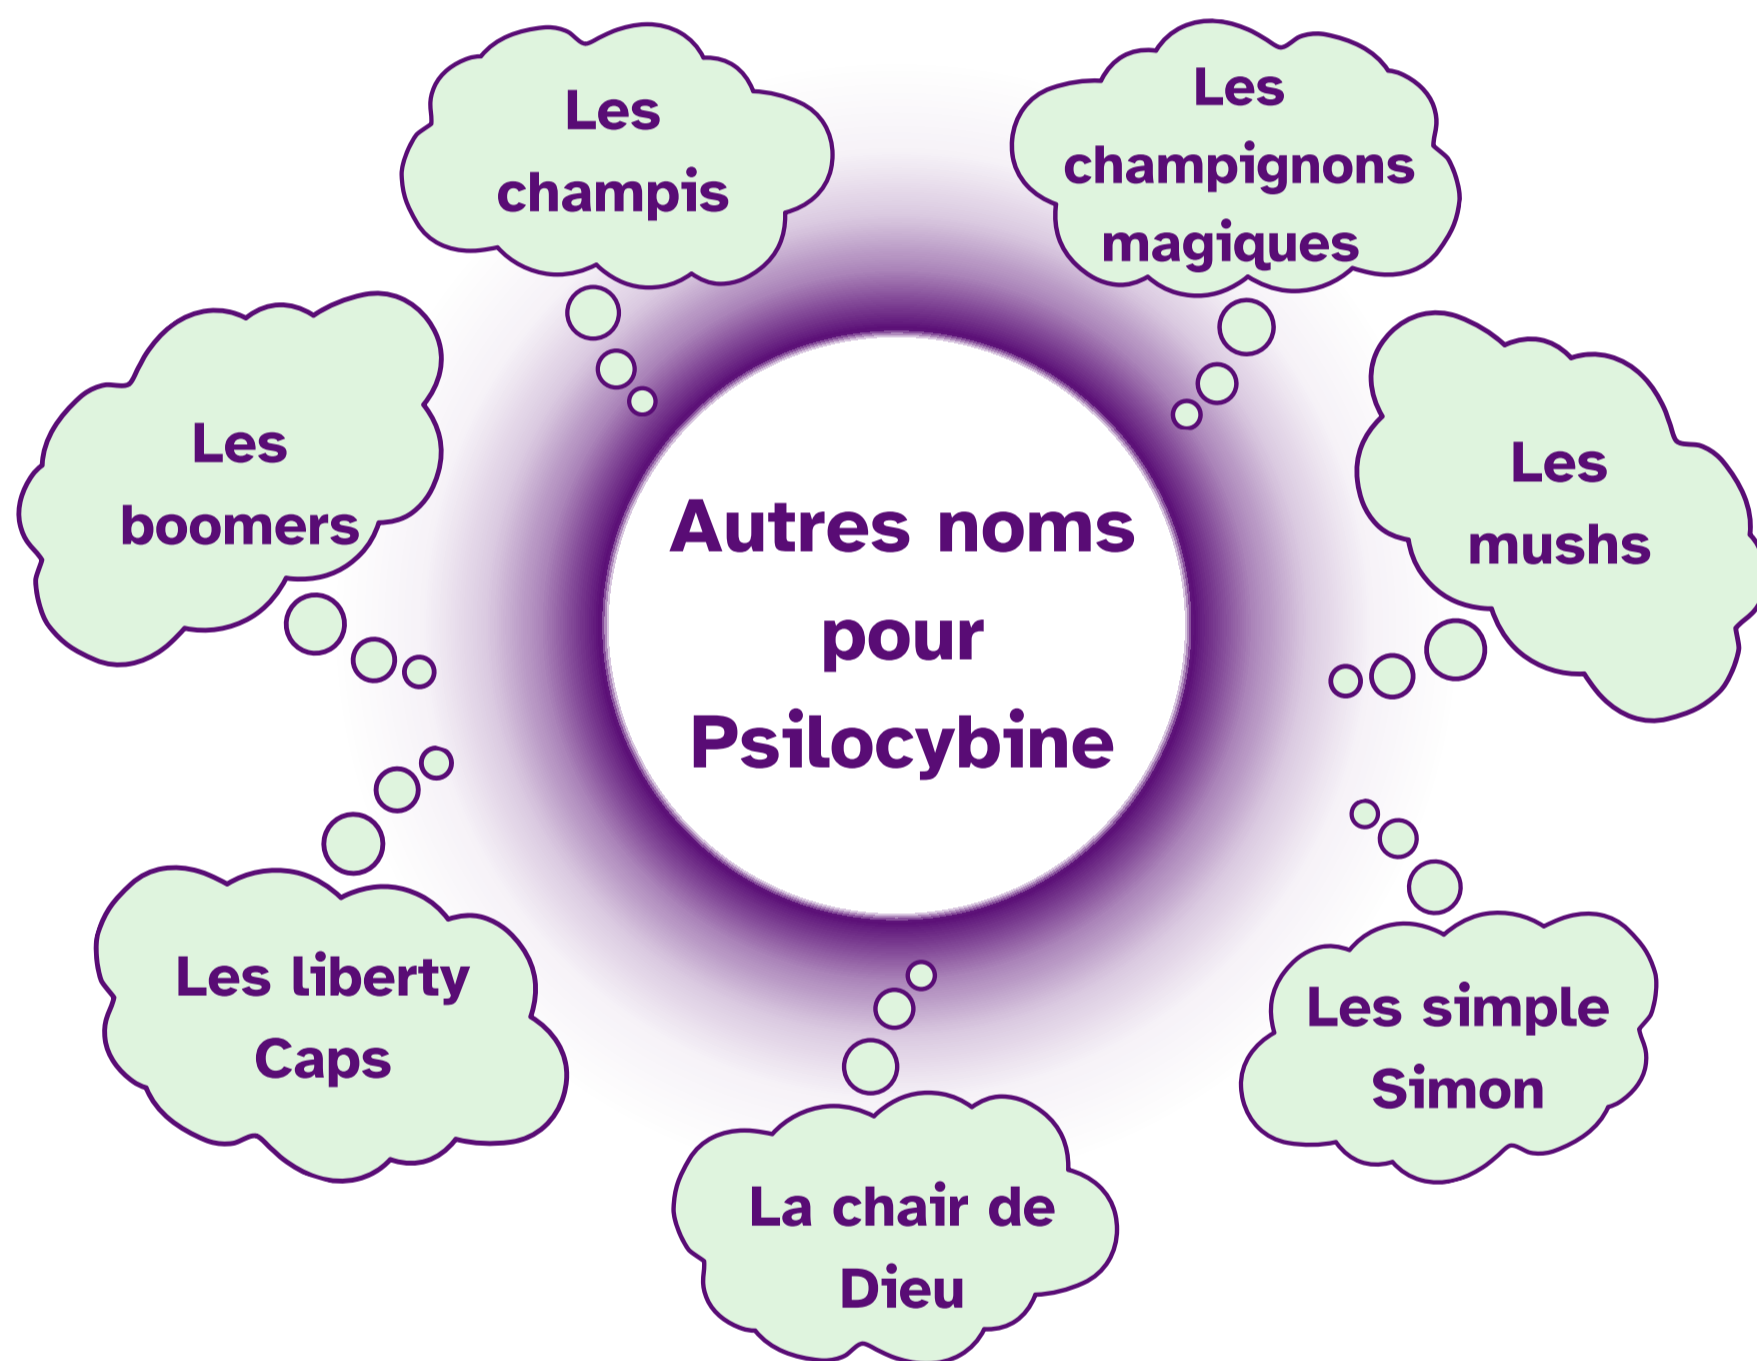 Les
champis
Les
champignons
magiques
Les
boomers
Les
mushs
Autres noms
pour
Psilocybine
Les liberty
Caps
Les simple
Simon
La chair de
Dieu